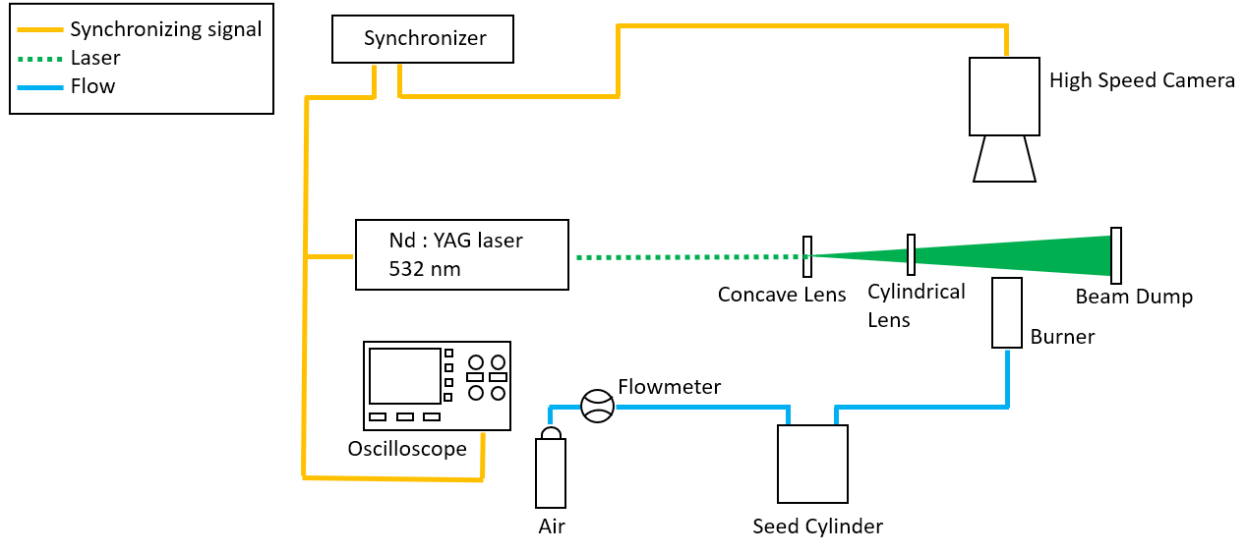 Synchronizing signal
Laser
Flow
Synchronizer
High Speed Camera
Nd : YAG laser
532 nm
Concave Lens
Cylindrical
Lens
Beam Dump
Burner
Flowmeter
Oscilloscope
Air
Seed Cylinder